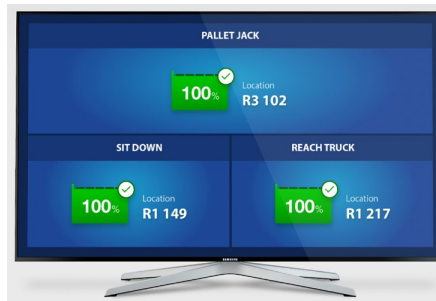 PALLET JACK
100%
Location
R3 102
SIT DOWN
REACH TRUCK
100%
Location
R1 149
100%
Location
R1 217
SAMSUNG